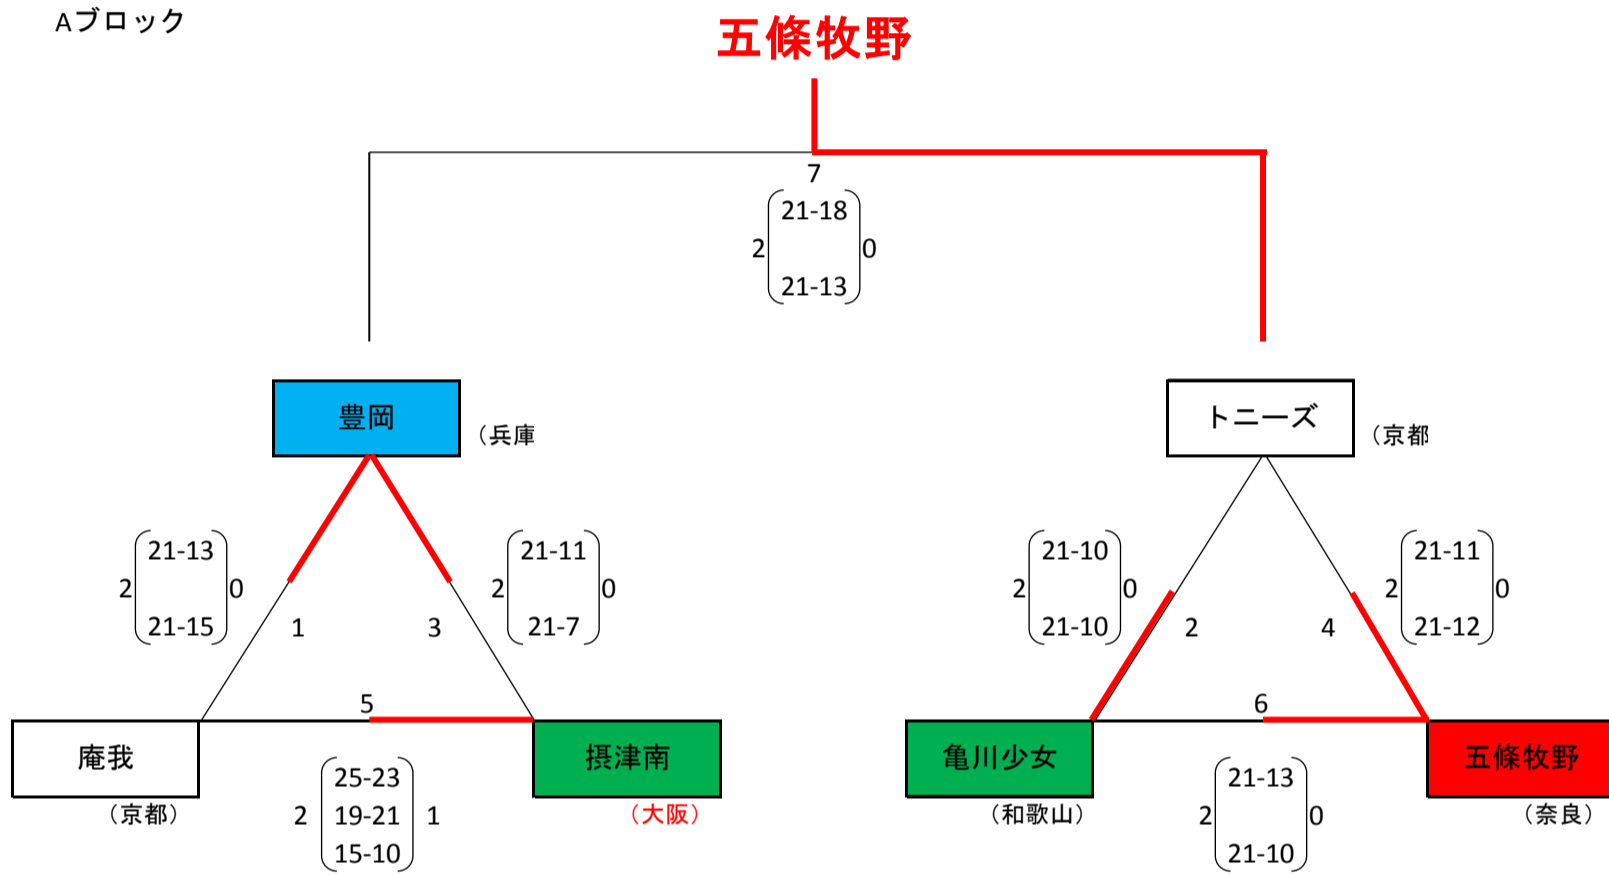 Aブロック
五條牧野
7
21-18
2 0
21-13
豊岡
（兵庫
トニーズ
（京都
21-13
2 0
21-15
1
21-11
2 0
21-7
3
21-10
2 0
21-10
2
21-11
2 0
21-12
4
5
6
庵我
（京都）
摂津南
（大阪）
25-23
2 19-21 1
15-10
亀川少女
（和歌山）
五條牧野
（奈良）
21-13
2 0
21-10